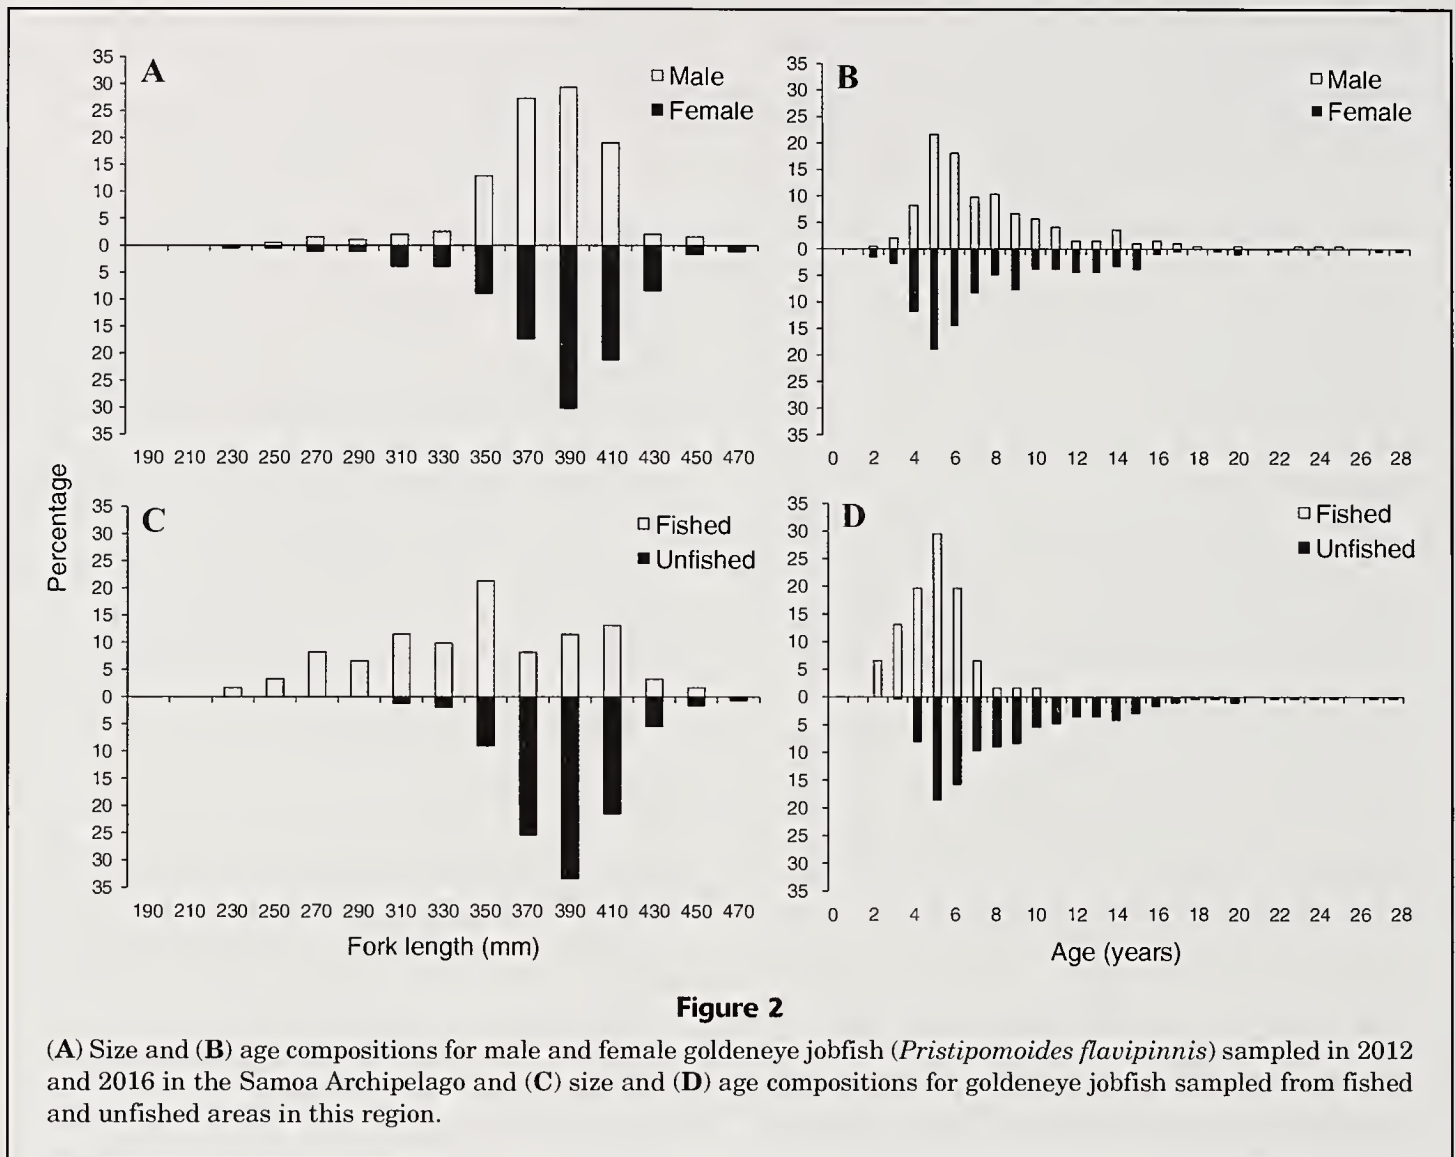 A
Male
Female
35
30
25
20
15
10
5
0
5
10
15
20
25
30
35
190 210 230 250 270 290 310 330 350 370 390 410 430 450 470
B
Male
Female
35
30
25
20
15
10
5
0
5
10
15
20
25
30
35
0 2 4 6 8 10 12 14 16 18 20 22 24 26 28
Percentage
C
Fished
Unfished
35
30
25
20
15
10
5
0
5
10
15
20
25
30
35
190 210 230 250 270 290 310 330 350 370 390 410 430 450 470
Fork length (mm)
D
Fished
Unfished
35
30
25
20
15
10
5
0
5
10
15
20
25
30
35
0 2 4 6 8 10 12 14 16 18 20 22 24 26 28
Age (years)
Figure 2
(A) Size and (B) age compositions for male and female goldeneye jobfish (Pristipomoides flavipinnis) sampled in 2012
and 2016 in the Samoa Archipelago and (C) size and (D) age compositions for goldeneye jobfish sampled from fished
and unfished areas in this region.